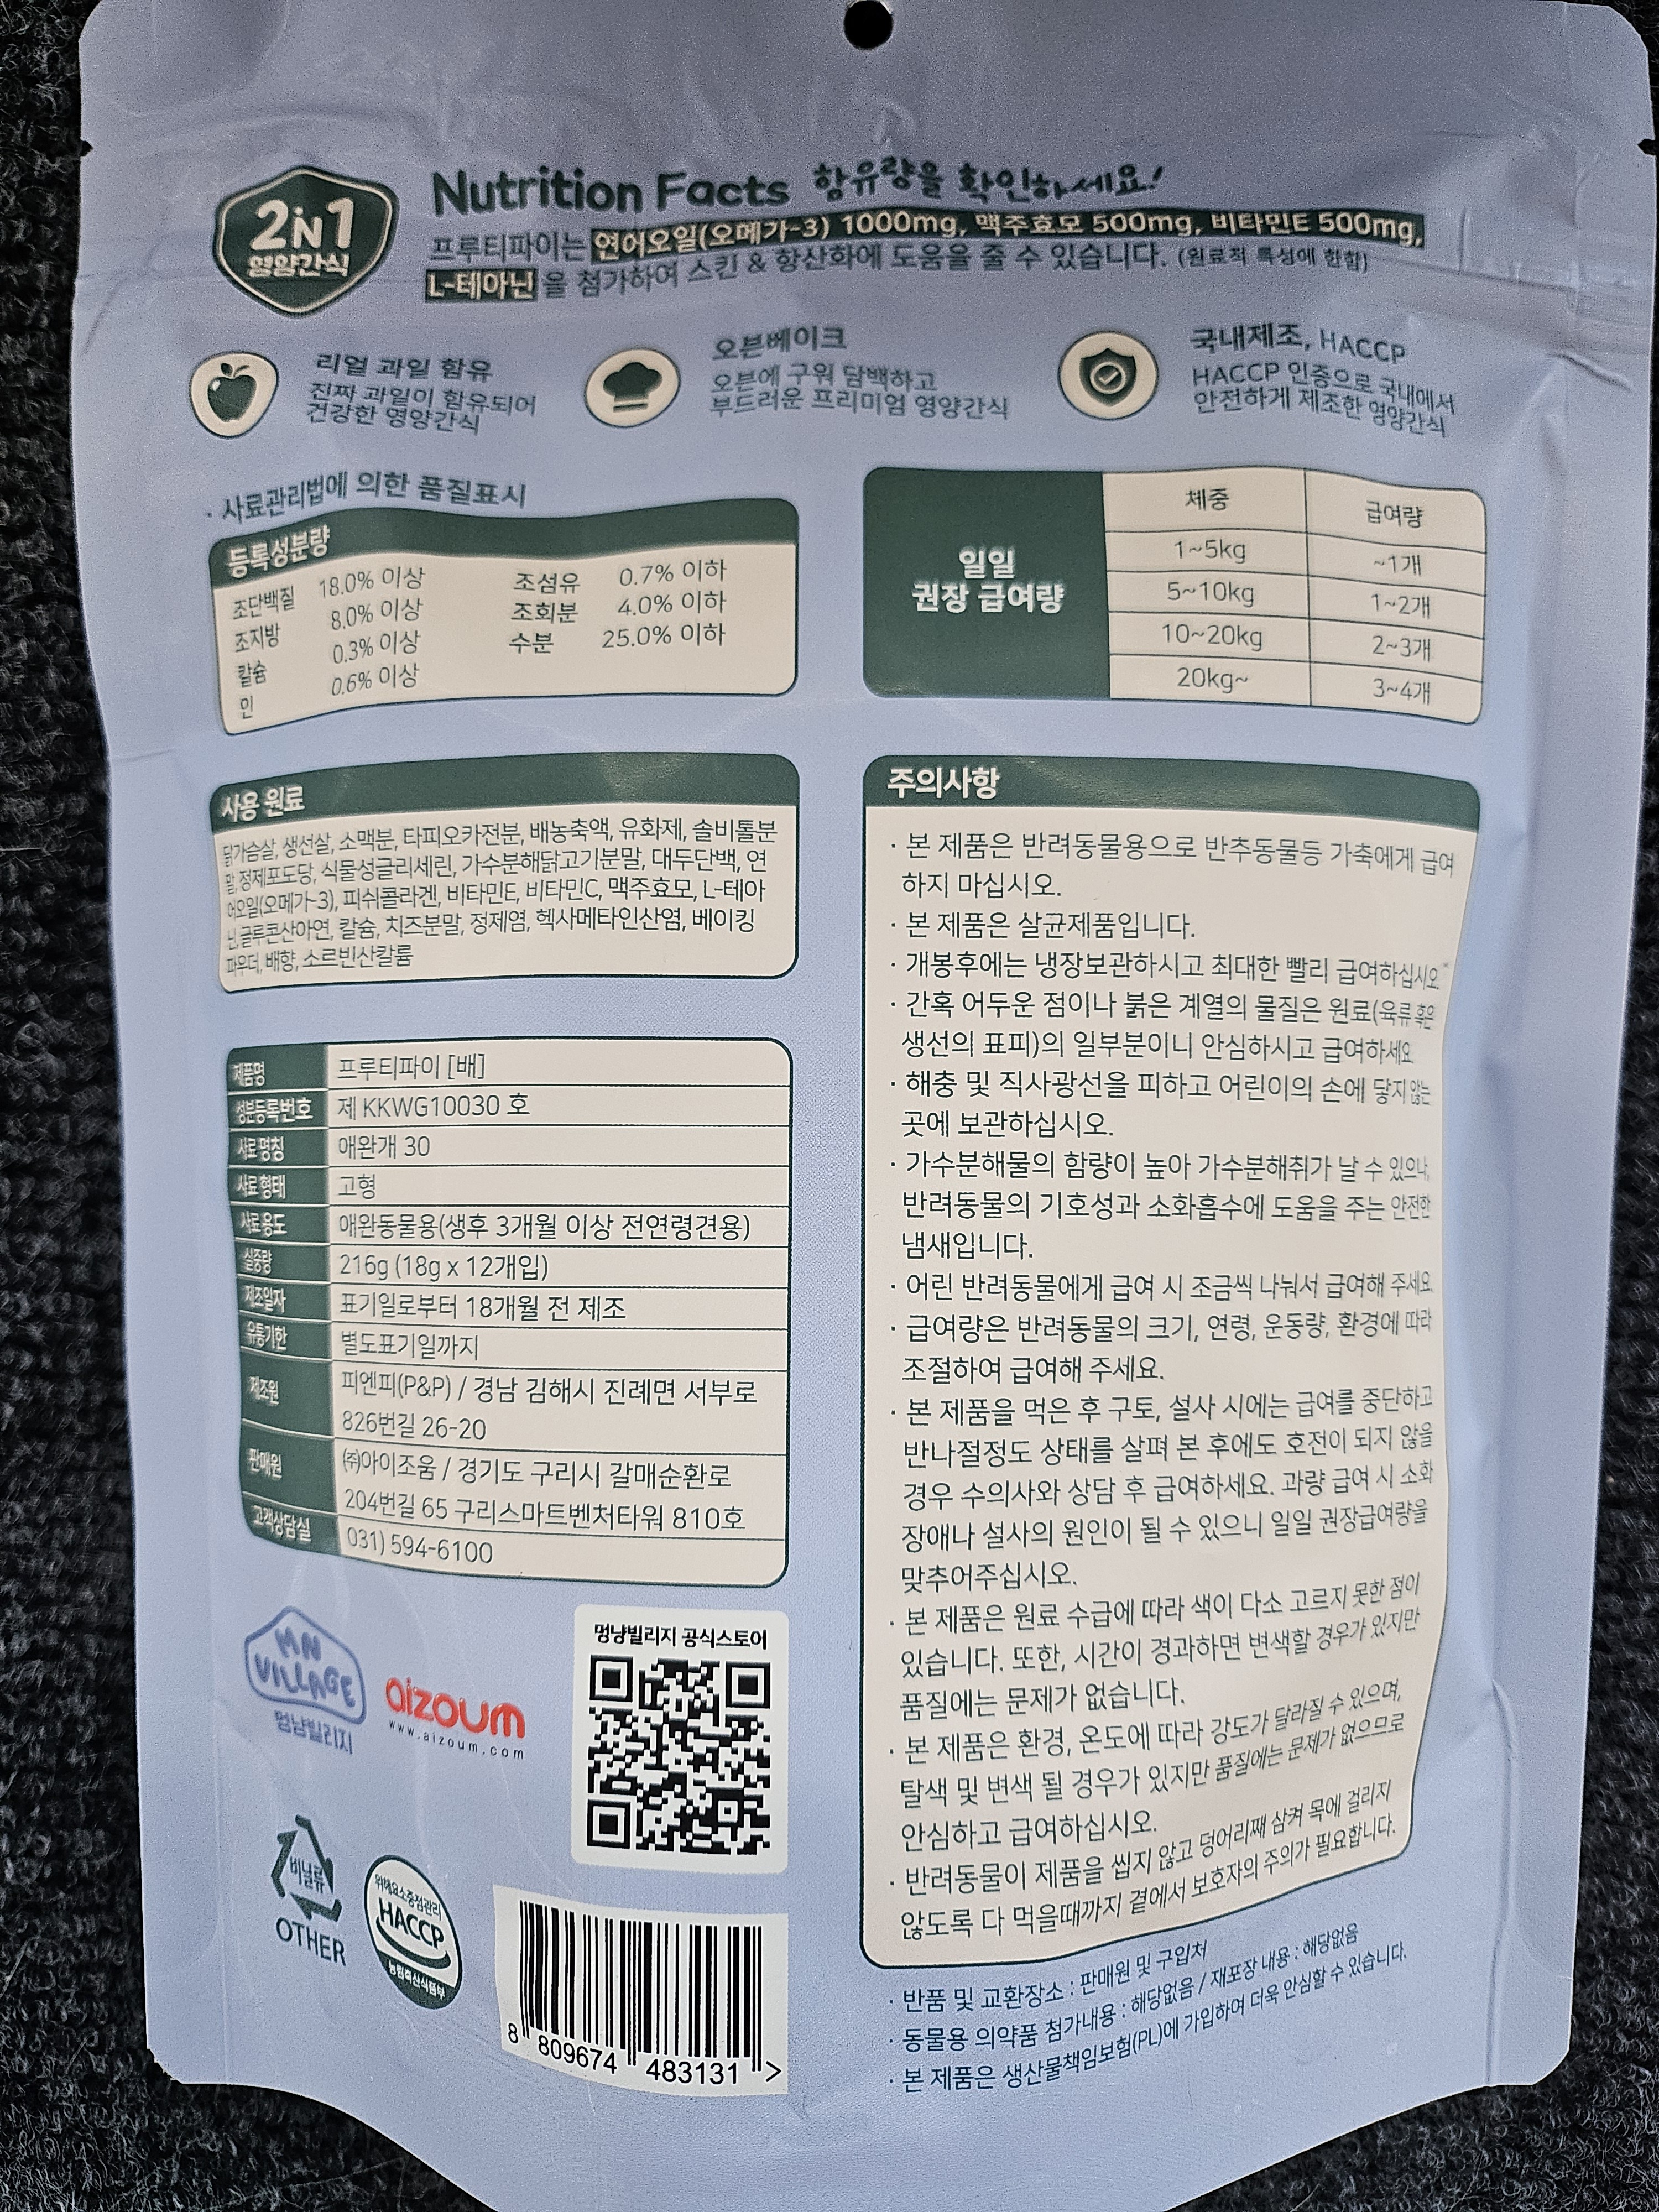 2iN1
영양간식
Nutrition Facts 함유량을 확인하세요!
프루티파이는 연어오일(오메가-3) 1000mg, 맥주효모 500mg, 비타민E 500mg,
L-테아닌을 첨가하여 스킨 & 항산화에 도움을 줄 수 있습니다. (원료적 특성에 한함)
리얼 과일 함유
진짜 과일이 함유되어
건강한 영양간식
오븐베이크
오븐에 구워 담백하고
부드러운 프리미엄 영양간식
국내제조, HACCP
HACCP 인증으로 국내에서
안전하게 제조한 영양간식
· 사료관리법에 의한 품질표시
등록성분량
조단백질 18.0% 이상 조섬유 0.7% 이하
조지방 8.0% 이상 조회분 4.0% 이하
칼슘 0.3% 이상 수분 25.0% 이하
인 0.6% 이상
일일
권장 급여량
체중 급여량
1~5kg ~1개
5~10kg 1~2개
10~20kg 2~3개
20kg~ 3~4개
사용 원료
닭가슴살, 생선살, 소맥분, 타피오카전분, 배농축액, 유화제, 솔비톨분
말, 정제포도당, 식물성글리세린, 가수분해닭고기분말, 대두단백, 연
어오일(오메가-3), 피쉬콜라겐, 비타민E, 비타민C, 맥주효모, L-테아
닌, 글루콘산아연, 칼슘, 치즈분말, 정제염, 헥사메타인산염, 베이킹
파우더, 배향, 소르빈산칼륨
제품명 프루티파이 [배]
성분등록번호 제 KKWG10030 호
사료명칭 애완개 30
사료형태 고형
사료용도 애완동물용(생후 3개월 이상 전연령견용)
실중량 216g (18g x 12개입)
제조일자 표기일로부터 18개월 전 제조
유통기한 별도표기일까지
제조원 피엔피(P&P) / 경남 김해시 진례면 서부로
826번길 26-20
판매원 ㈜아이조움 / 경기도 구리시 갈매순환로
204번길 65 구리스마트벤처타워 810호
고객상담실 031) 594-6100
주의사항
· 본 제품은 반려동물용으로 반추동물등 가축에게 급여
하지 마십시오.
· 본 제품은 살균제품입니다.
· 개봉후에는 냉장보관하시고 최대한 빨리 급여하십시오.
· 간혹 어두운 점이나 붉은 계열의 물질은 원료(육류 혹은
생선의 표피)의 일부분이니 안심하시고 급여하세요.
· 해충 및 직사광선을 피하고 어린이의 손에 닿지 않는
곳에 보관하십시오.
· 가수분해물의 함량이 높아 가수분해취가 날 수 있으나,
반려동물의 기호성과 소화흡수에 도움을 주는 안전한
냄새입니다.
· 어린 반려동물에게 급여 시 조금씩 나눠서 급여해 주세요.
· 급여량은 반려동물의 크기, 연령, 운동량, 환경에 따라
조절하여 급여해 주세요.
· 본 제품을 먹은 후 구토, 설사 시에는 급여를 중단하고
반나절정도 상태를 살펴 본 후에도 호전이 되지 않을
경우 수의사와 상담 후 급여하세요. 과량 급여 시 소화
장애나 설사의 원인이 될 수 있으니 일일 권장급여량을
맞추어주십시오.
· 본 제품은 원료 수급에 따라 색이 다소 고르지 못한 점이
있습니다. 또한, 시간이 경과하면 변색할 경우가 있지만
품질에는 문제가 없습니다.
· 본 제품은 환경, 온도에 따라 강도가 달라질 수 있으며,
탈색 및 변색 될 경우가 있지만 품질에는 문제가 없으므로
안심하고 급여하십시오.
· 반려동물이 제품을 씹지 않고 덩어리째 삼켜 목에 걸리지
않도록 다 먹을때까지 곁에서 보호자의 주의가 필요합니다.
· 반품 및 교환장소 : 판매원 및 구입처
· 동물용 의약품 첨가내용 : 해당없음 / 재포장 내용 : 해당없음
· 본 제품은 생산물책임보험(PL)에 가입하여 더욱 안심할 수 있습니다.
MN
VILLAGE
멍냥빌리지
aizoum
www.aizoum.com
멍냥빌리지 공식스토어
비닐류
OTHER
위해요소중점관리
HACCP
농림축산식품부
8 809674 483131 >